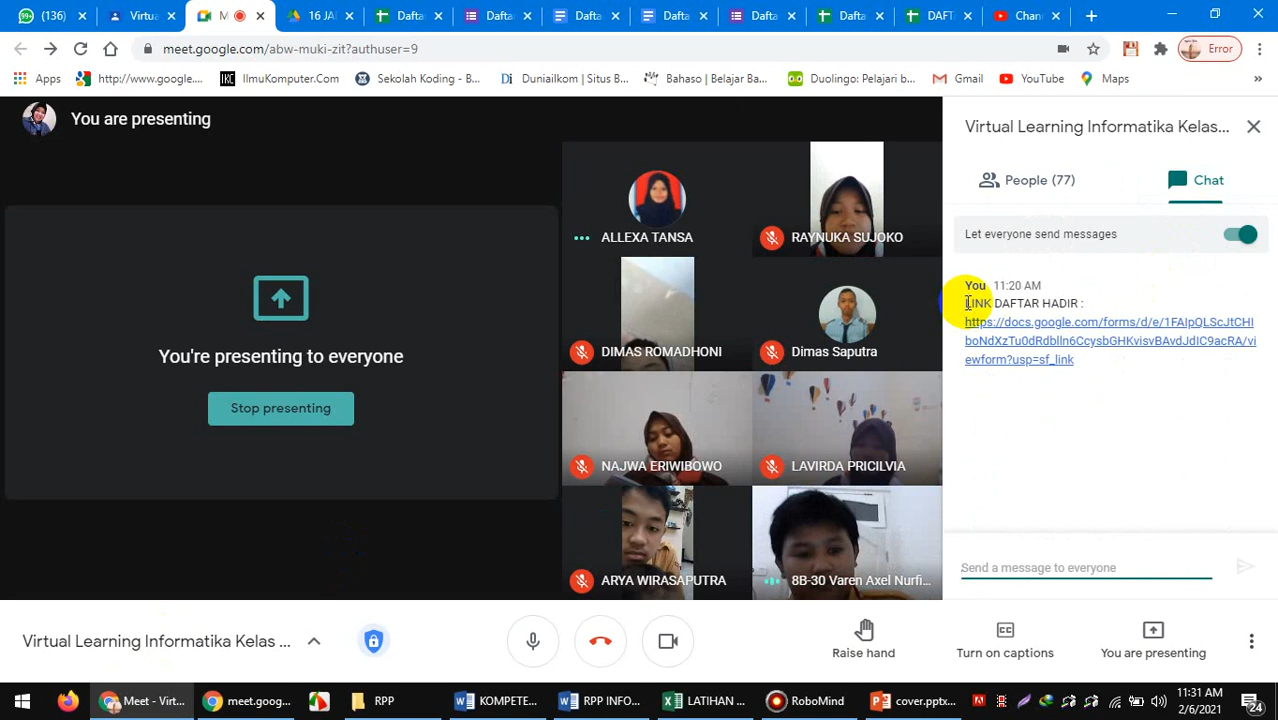 (136)
Virtu
M
16 JA
Dafta
Dafta
Dafta
Dafta
Dafta
DAFT
Chan
meet.google.com/abw-muki-zit?authuser=9
Error
Apps
http://www.google....
IKC IlmuKomputer.Com
Sekolah Koding - B...
Di Duniailkom | Situs B...
Bahaso | Belajar Ba...
Duolingo: Pelajari b...
Gmail
YouTube
Maps
You are presenting
You're presenting to everyone
Stop presenting
ALLEXA TANSA
RAYNUKA SUJOKO
DIMAS ROMADHONI
Dimas Saputra
NAJWA ERIWIBOWO
LAVIRDA PRICILVIA
ARYA WIRASAPUTRA
8B-30 Varen Axel Nurfi...
Virtual Learning Informatika Kelas...
People (77)
Chat
Let everyone send messages
You 11:20 AM
LINK DAFTAR HADIR :
https://docs.google.com/forms/d/e/1FAIpQLScJtCHI
boNdXzTu0dRdblln6CcysbGHKvisvBAvdJdIC9acRA/vi
ewform?usp=sf_link
Send a message to everyone
Virtual Learning Informatika Kelas ...
Raise hand
Turn on captions
You are presenting
Meet - Virt...
meet.goog...
RPP
KOMPETE...
RPP INFO...
LATIHAN ...
RoboMind
cover.pptx...
11:31 AM
2/6/2021
24